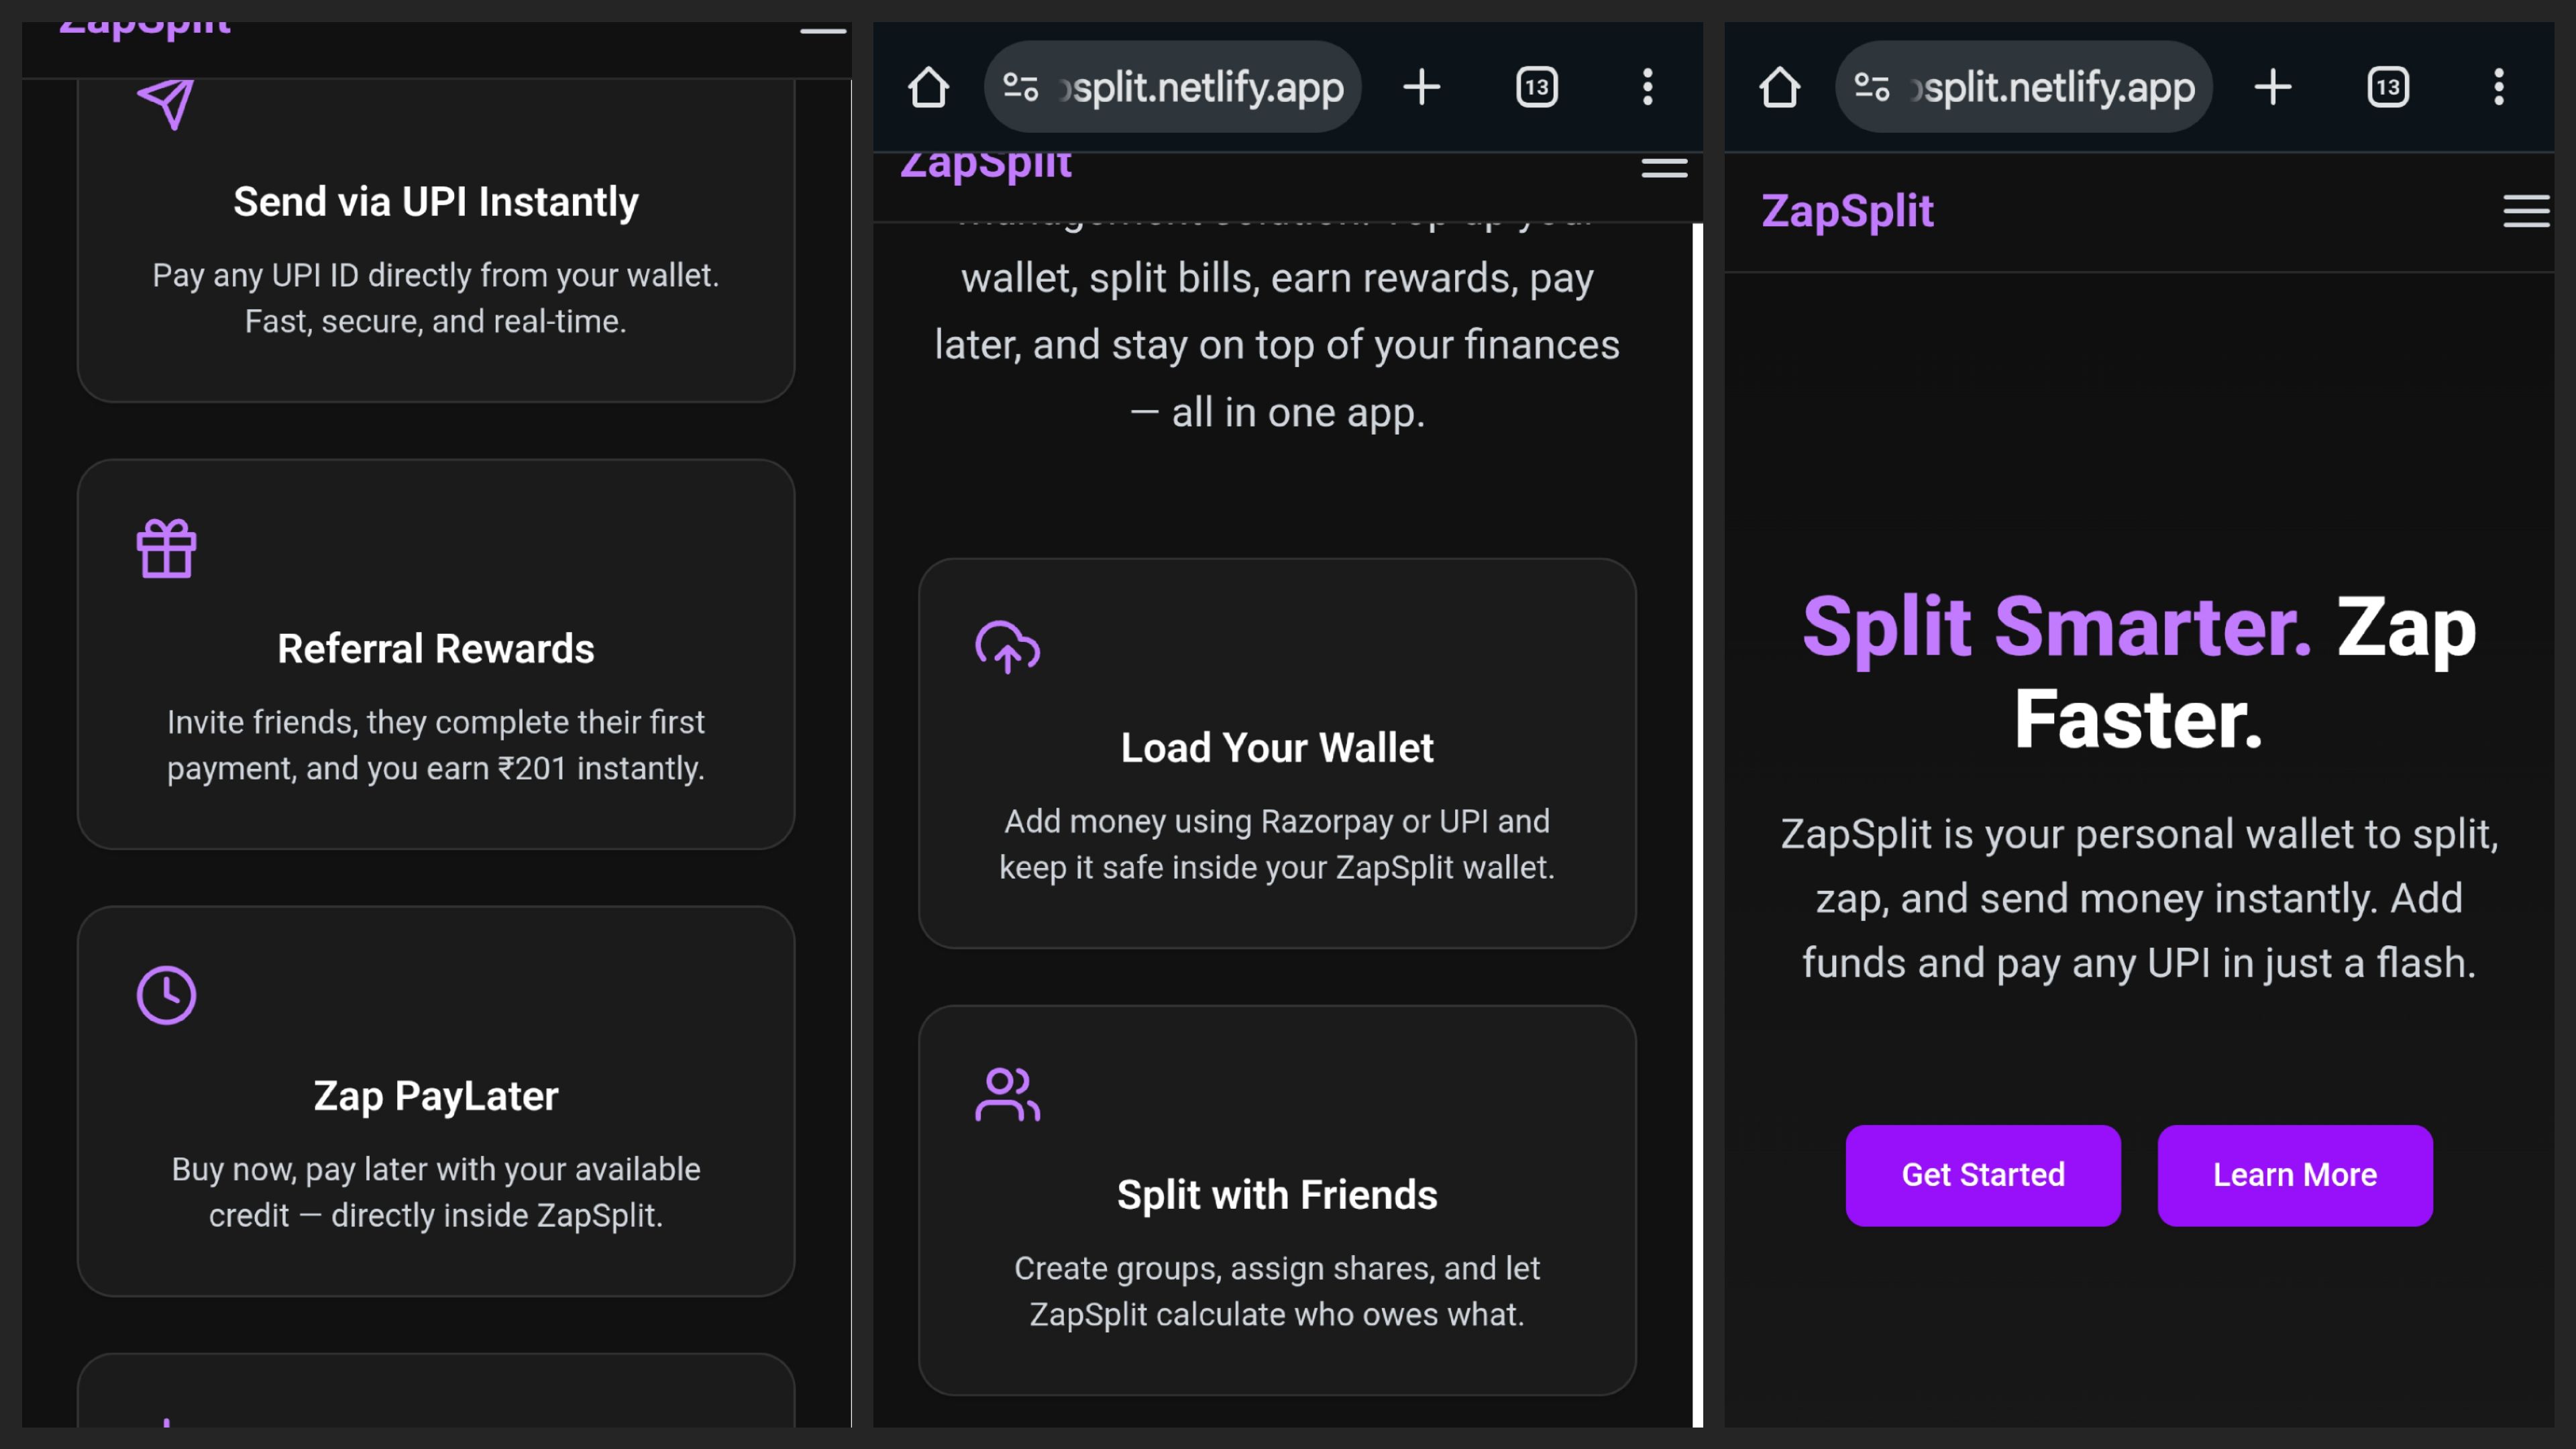 ZapSplit
Send via UPI Instantly
Pay any UPI ID directly from your wallet.
Fast, secure, and real-time.
Referral Rewards
Invite friends, they complete their first
payment, and you earn ₹201 instantly.
Zap PayLater
Buy now, pay later with your available
credit — directly inside ZapSplit.
split.netlify.app
13
ZapSplit
management solution. Top up your
wallet, split bills, earn rewards, pay
later, and stay on top of your finances
— all in one app.
Load Your Wallet
Add money using Razorpay or UPI and
keep it safe inside your ZapSplit wallet.
Split with Friends
Create groups, assign shares, and let
ZapSplit calculate who owes what.
split.netlify.app
13
ZapSplit
Split Smarter. Zap
Faster.
ZapSplit is your personal wallet to split,
zap, and send money instantly. Add
funds and pay any UPI in just a flash.
Get Started
Learn More